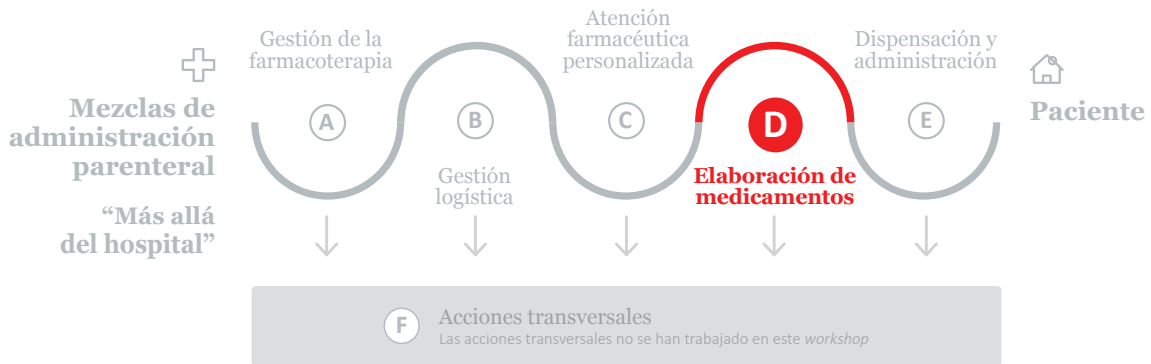 Mezclas de
administración
parenteral
“Más allá
del hospital”
Gestión de la
farmacoterapia
A
B
Gestión
logística
Atención
farmacéutica
personalizada
C
D
Elaboración de
medicamentos
Dispensación y
administración
E
Paciente
F
Acciones transversales
Las acciones transversales no se han trabajado en este workshop